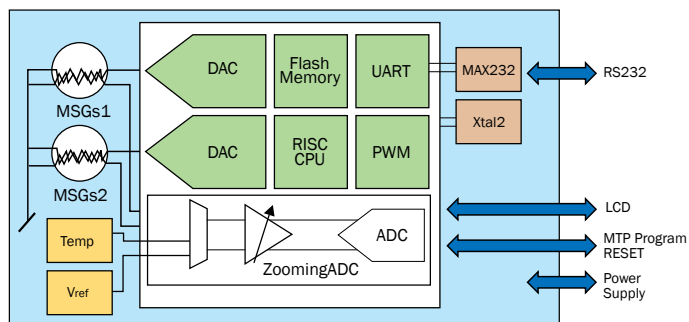 DAC
Flash
Memory
UART
MAX232
RS232
MSGs1
Xtal2
DAC
RISC
CPU
PWM
MSGs2
LCD
Temp
ADC
MTP Program
RESET
ZoomingADC
Vref
Power
Supply